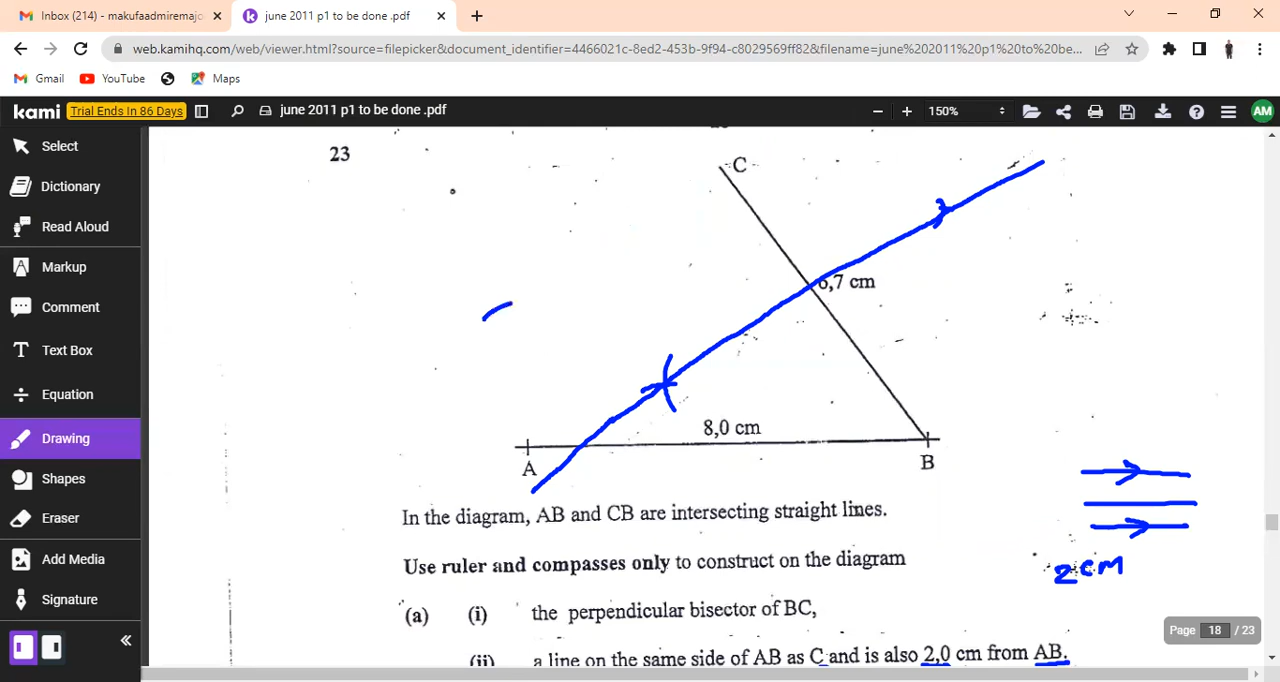 Inbox (214) - makufaadmiremajo
june 2011 p1 to be done .pdf
web.kamihq.com/web/viewer.html?source=filepicker&document_identifier=4466021c-8ed2-453b-9f94-c8029569ff82&filename=june%202011%20p1%20to%20be...
Gmail
YouTube
Maps
kami
Trial Ends In 86 Days
june 2011 p1 to be done .pdf
150%
AM
Select
Dictionary
Read Aloud
Markup
Comment
Text Box
Equation
Drawing
Shapes
Eraser
Add Media
Signature
23
C
6,7 cm
8,0 cm
A
B
2cm
In the diagram, AB and CB are intersecting straight lines.
Use ruler and compasses only to construct on the diagram
(a) (i) the perpendicular bisector of BC,
(ii) a line on the same side of AB as C and is also 2,0 cm from AB.
Page 18 / 23